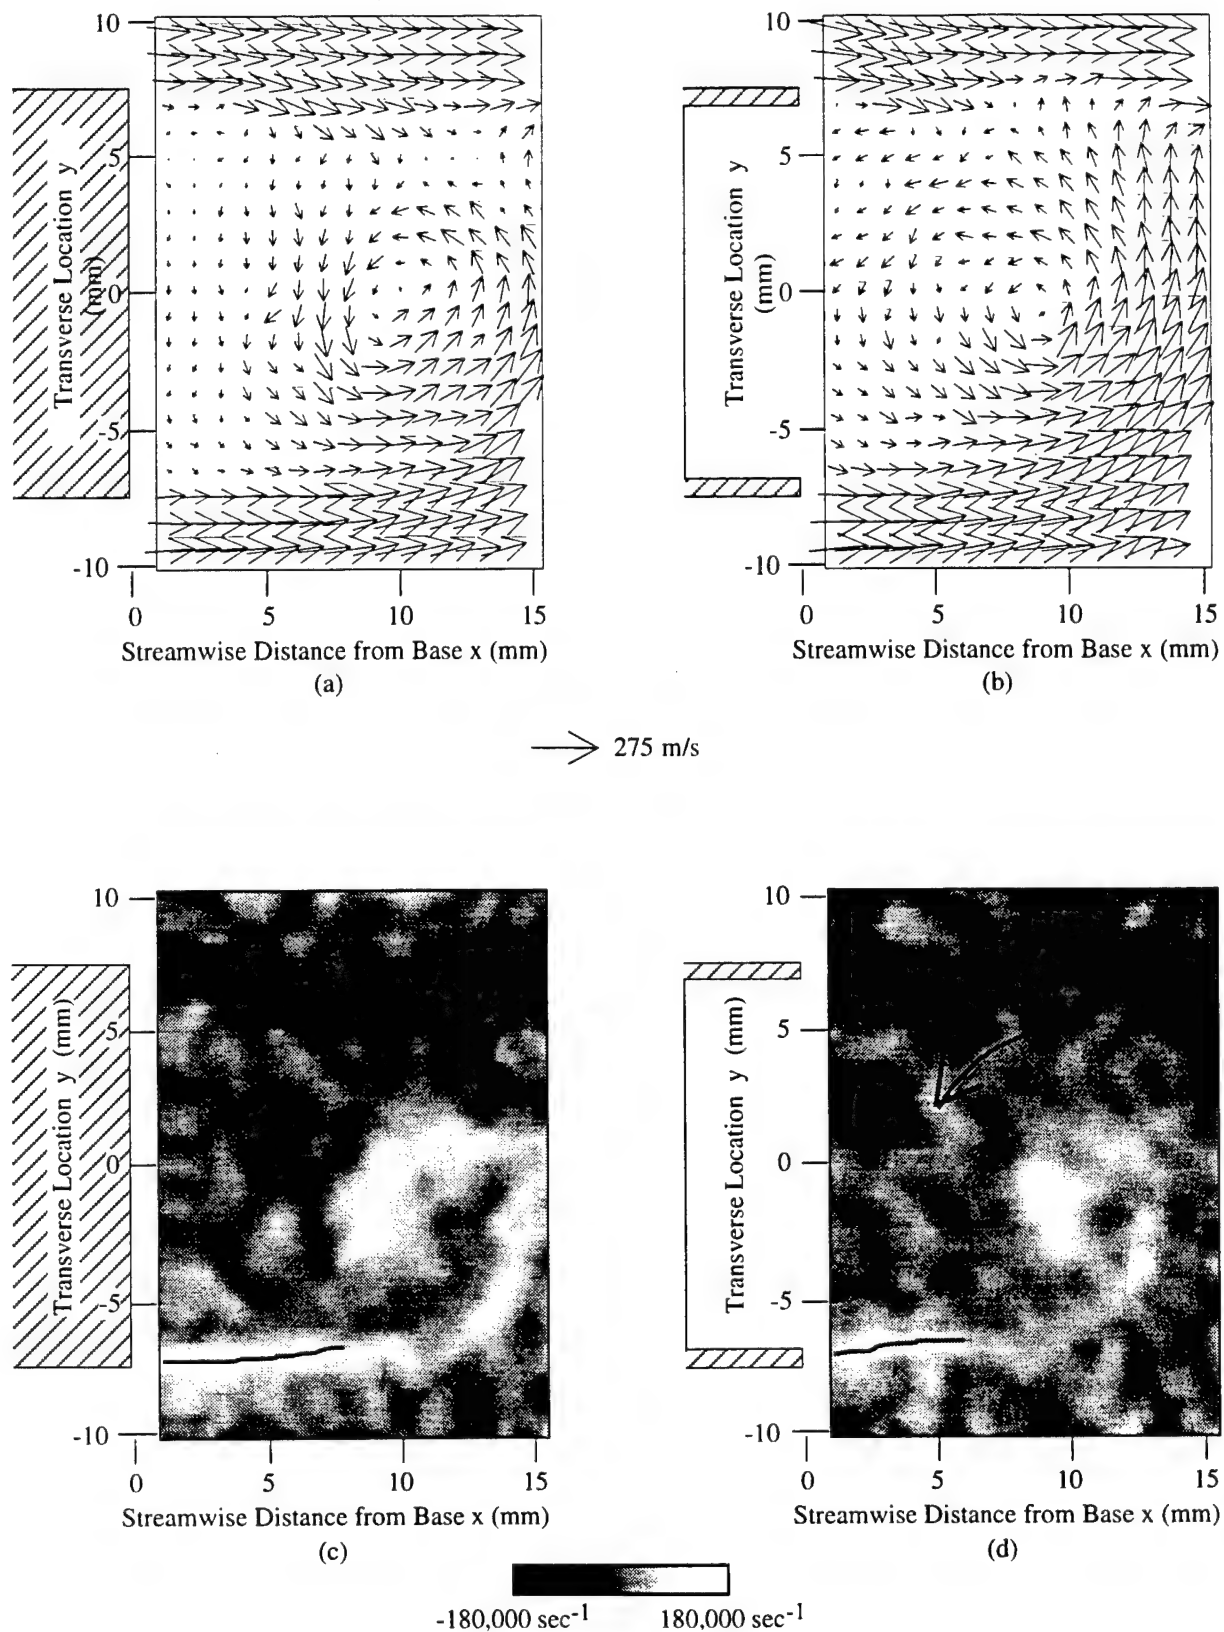 10
5
0
-5
-10
Transverse Location y
(mm)
0
5
10
15
Streamwise Distance from Base x (mm)
(a)
10
5
0
-5
-10
Transverse Location y
(mm)
0
5
10
15
Streamwise Distance from Base x (mm)
(b)
275 m/s
10
5
0
-5
-10
Transverse Location y (mm)
0
5
10
15
Streamwise Distance from Base x (mm)
(c)
10
5
0
-5
-10
Transverse Location y (mm)
0
5
10
15
Streamwise Distance from Base x (mm)
(d)
-180,000 sec-1
180,000 sec-1